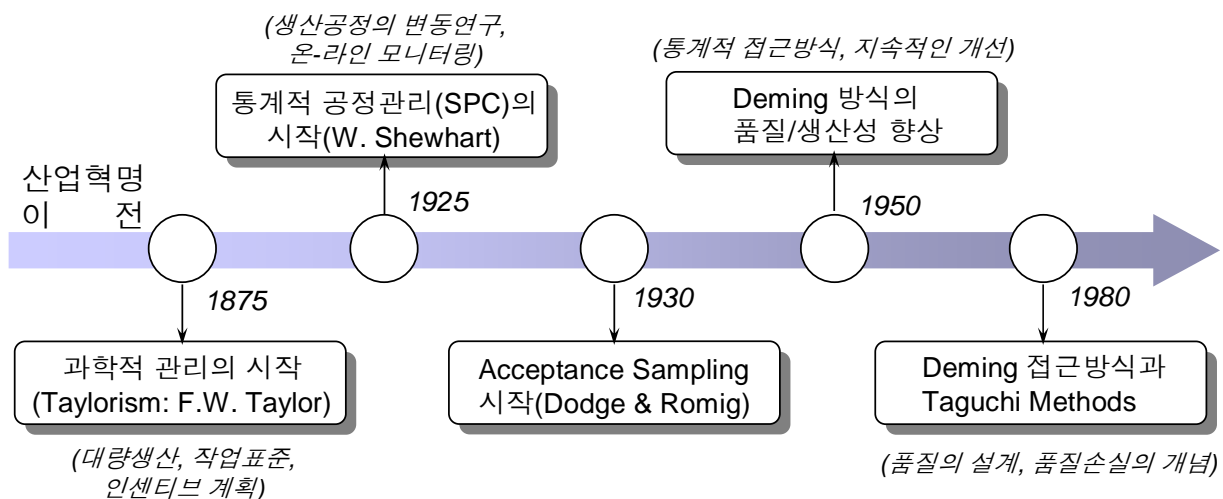 (생산공정의 변동연구,
온-라인 모니터링)
통계적 공정관리(SPC)의
시작(W. Shewhart)
(통계적 접근방식, 지속적인 개선)
Deming 방식의
품질/생산성 향상
산업혁명
이 전
1925
1950
1875
1930
1980
과학적 관리의 시작
(Taylorism: F.W. Taylor)
(대량생산, 작업표준,
인센티브 계획)
Acceptance Sampling
시작(Dodge & Romig)
Deming 접근방식과
Taguchi Methods
(품질의 설계, 품질손실의 개념)